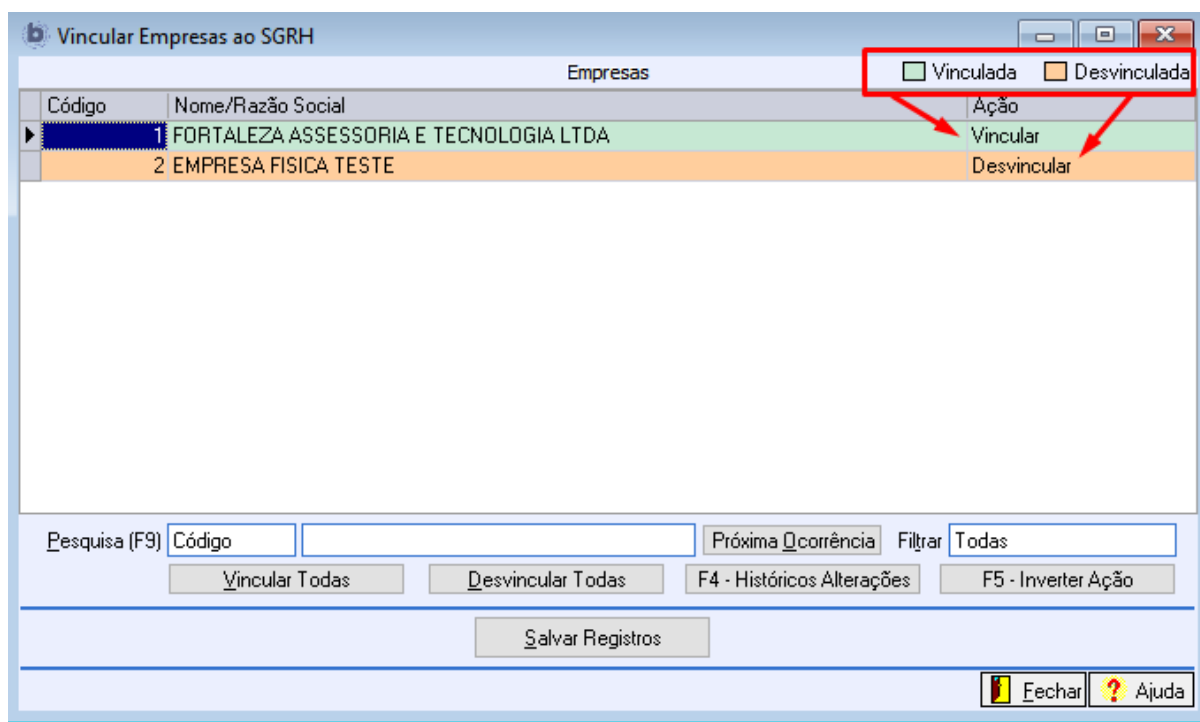 Vincular Empresas ao SGRH
Empresas Vinculada Desvinculada
Código Nome/Razão Social Ação
1 FORTALEZA ASSESSORIA E TECNOLOGIA LTDA Vincular
2 EMPRESA FISICA TESTE Desvincular
Pesquisa (F9) Código Próxima Ocorrência Filtrar Todas
Vincular Todas Desvincular Todas F4 - Históricos Alterações F5 - Inverter Ação
Salvar Registros
Fechar ? Ajuda